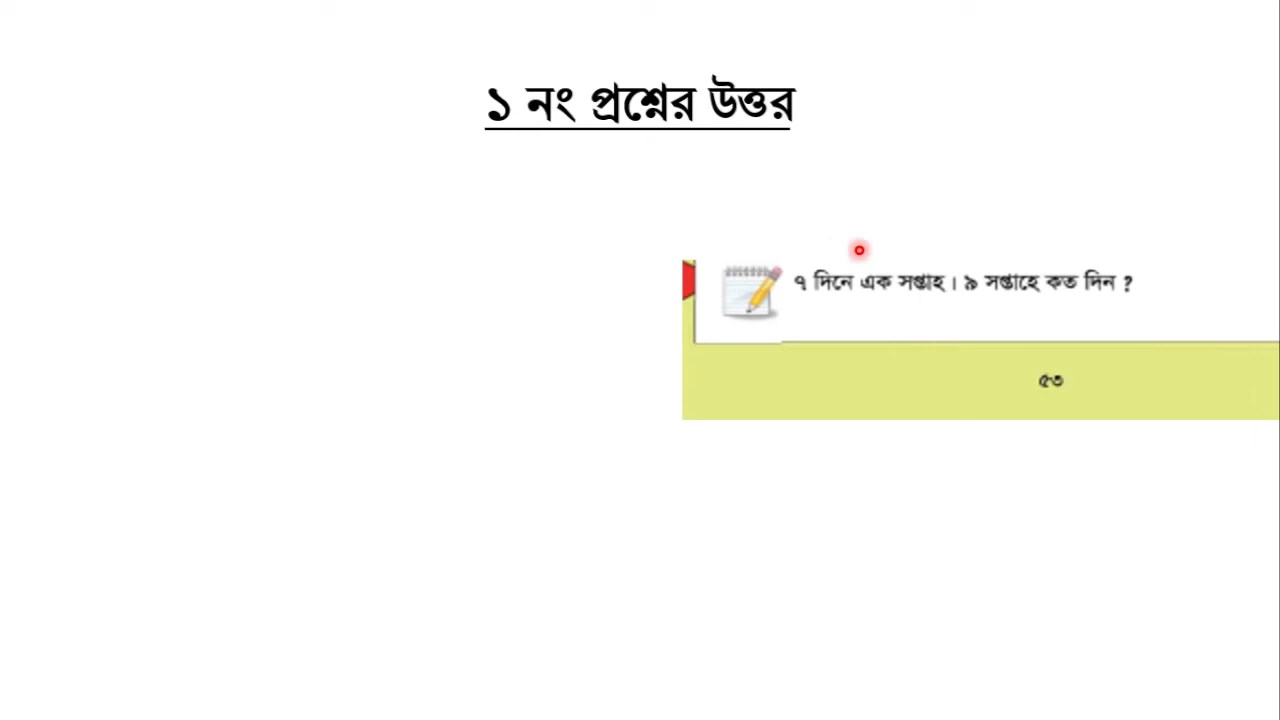 ১ নং প্রশ্নের উত্তর
৭ দিনে এক সপ্তাহ। ৯ সপ্তাহে কত দিন ?
৫৩